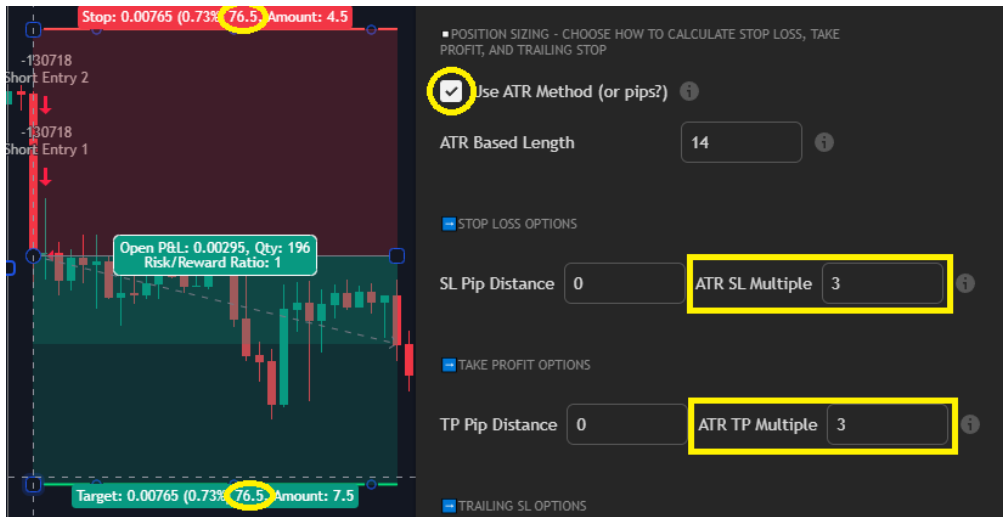 Stop: 0.00765 (0.73% 76.5, Amount: 4.5
-130718
Short Entry 2
-130718
Short Entry 1
Open P&L: 0.00295, Qty: 196
Risk/Reward Ratio: 1
Target: 0.00765 (0.73% 76.5, Amount: 7.5
POSITION SIZING - CHOOSE HOW TO CALCULATE STOP LOSS, TAKE
PROFIT, AND TRAILING STOP
Use ATR Method (or pips?)
ATR Based Length 14
STOP LOSS OPTIONS
SL Pip Distance 0 ATR SL Multiple 3
TAKE PROFIT OPTIONS
TP Pip Distance 0 ATR TP Multiple 3
TRAILING SL OPTIONS